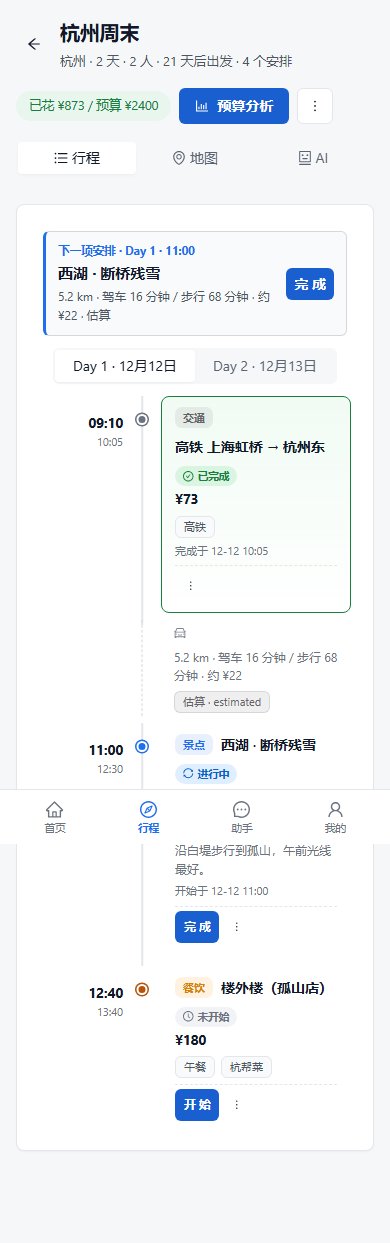 杭州周末
杭州 · 2 天 · 2 人 · 21 天后出发 · 4 个安排
已花 ¥873 / 预算 ¥2400
预算分析
行程
地图
AI
下一项安排 · Day 1 · 11:00
西湖 · 断桥残雪
5.2 km · 驾车 16 分钟 / 步行 68 分钟 · 约
¥22 · 估算
完成
Day 1 · 12月12日
Day 2 · 12月13日
09:10
10:05
交通
高铁 上海虹桥 → 杭州东
已完成
¥73
高铁
完成于 12-12 10:05
5.2 km · 驾车 16 分钟 / 步行 68
分钟 · 约 ¥22
估算 · estimated
11:00
12:30
景点
西湖 · 断桥残雪
进行中
首页
行程
助手
我的
沿白堤步行到孤山，午前光线
最好。
开始于 12-12 11:00
完成
12:40
13:40
餐饮
楼外楼（孤山店）
未开始
¥180
午餐
杭帮菜
开始